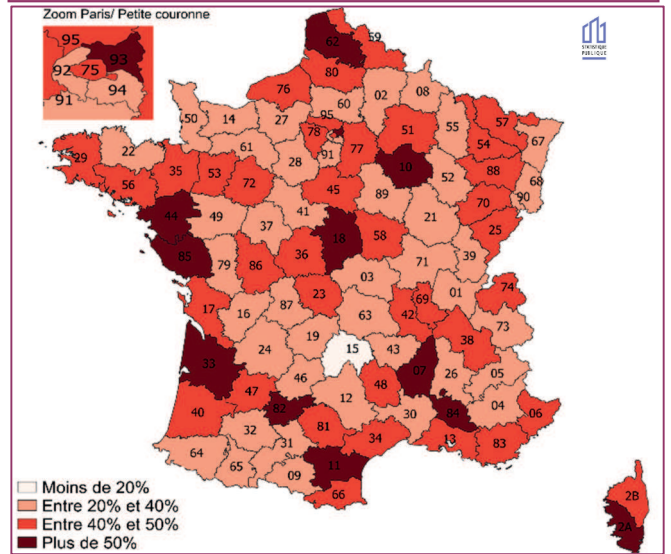 Zoom Paris/ Petite couronne
95
93
92 75
94
91
STATISTIQUE
PUBLIQUE
62 59
80
76 02 08
60
50 14 27 95 51 57
78 55 54 67
61 77
29 22 28 91 88
35 53 10 52 68
56 72 45 70 90
89
44 49 41 21 25
37 18 58
85 36 71 39
79 86
03 74
17 23 69 01
16 87 42
63 73
19 38
24 15 43
33 07 26 05
46 48
47 12
40 82 84 04 06
81 30
32 34 13 83
31
64 65 11
09
66
2B
2A
Moins de 20%
Entre 20% et 40%
Entre 40% et 50%
Plus de 50%